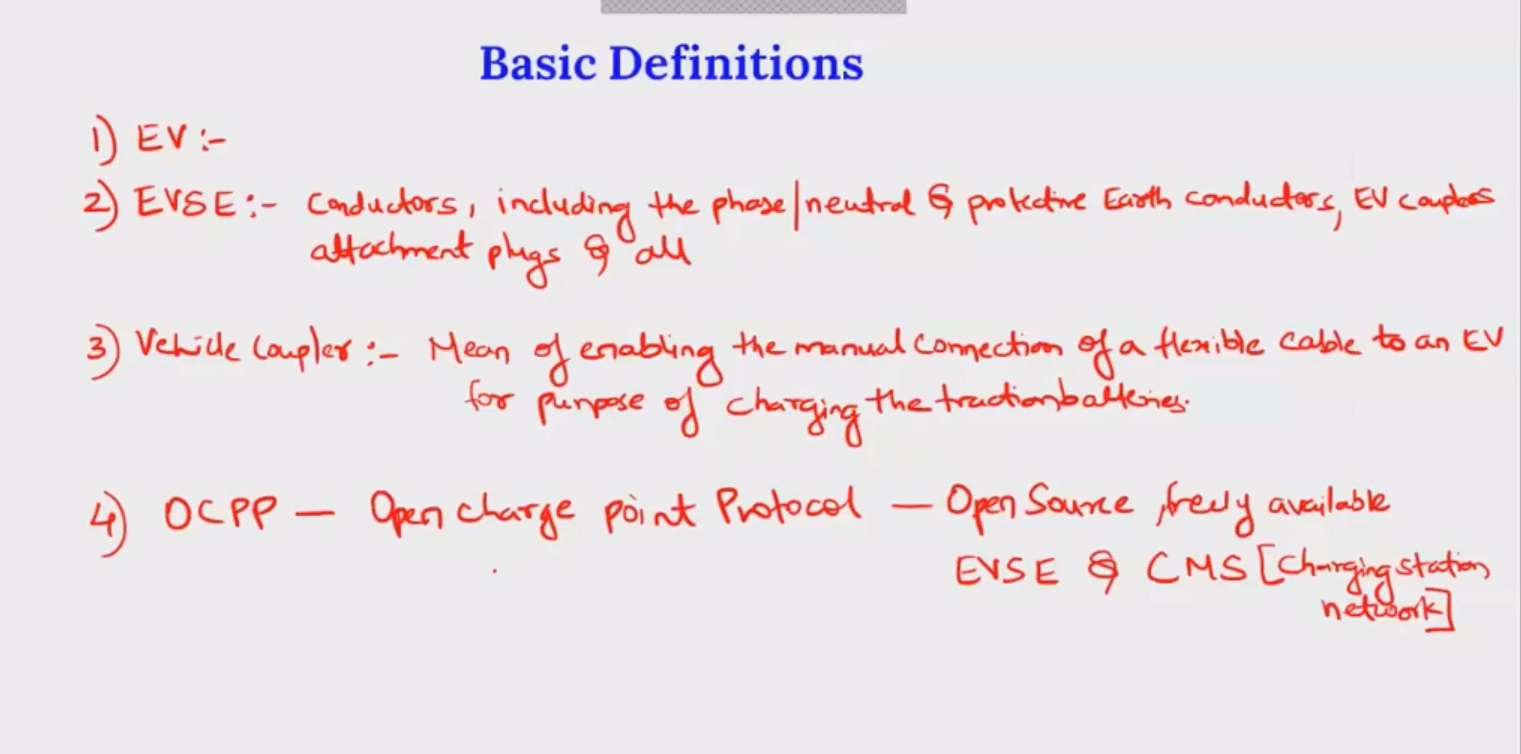 Basic Definitions
1) EV :-
2) EVSE :- Conductors, including the phase/neutral & protective Earth conductors, EV couplers
attachment plugs & all
3) Vehicle Coupler :- Mean of enabling the manual connection of a flexible cable to an EV
for purpose of charging the traction batteries.
4) OCPP — Open charge point Protocol — Open Source, freely available
EVSE & CMS [Charging station
network]